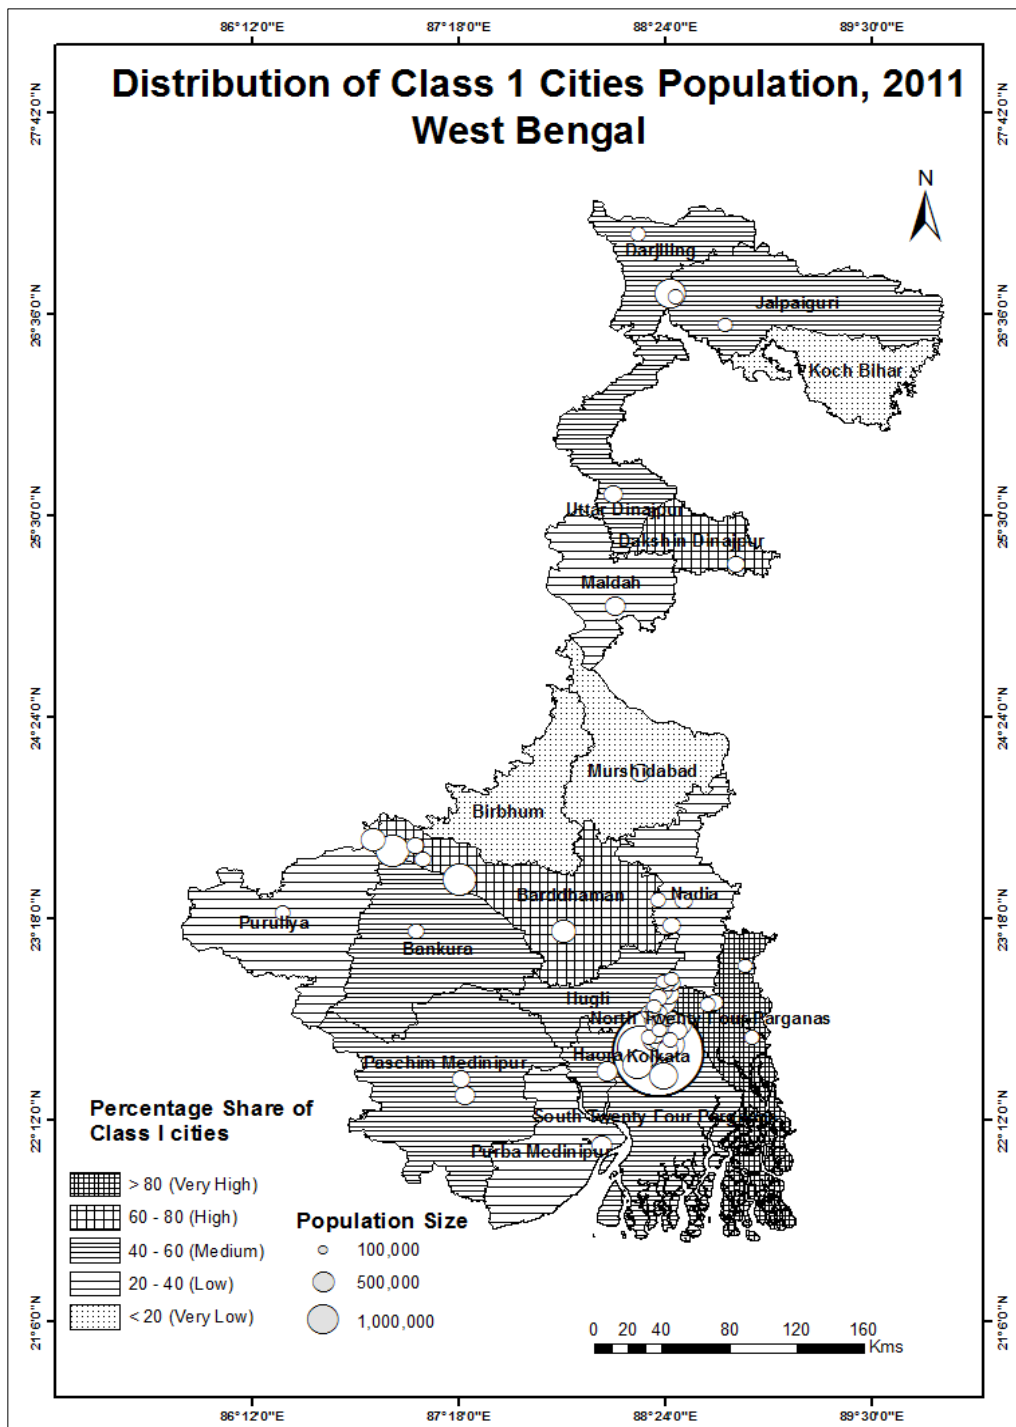 86°12'0"E
87°18'0"E
88°24'0"E
89°30'0"E
Distribution of Class 1 Cities Population, 2011
West Bengal
27°42'0"N
27°42'0"N
N
Darjiling
Jalpaiguri
26°36'0"N
26°36'0"N
Koch Bihar
Uttar Dinajpur
25°30'0"N
25°30'0"N
Dakshin Dinajpur
Maldah
24°24'0"N
24°24'0"N
Murshidabad
Birbhum
Barddhaman
Nadia
Puruliya
23°18'0"N
23°18'0"N
Bankura
Hugli
North Twenty Four Parganas
Haora
Kolkata
Paschim Medinipur
22°12'0"N
22°12'0"N
South Twenty Four Parganas
Purba Medinipur
Percentage Share of
Class I cities
> 80 (Very High)
60 - 80 (High)
40 - 60 (Medium)
20 - 40 (Low)
< 20 (Very Low)
Population Size
100,000
500,000
1,000,000
21°6'0"N
21°6'0"N
0 20 40 80 120 160
Kms
86°12'0"E
87°18'0"E
88°24'0"E
89°30'0"E